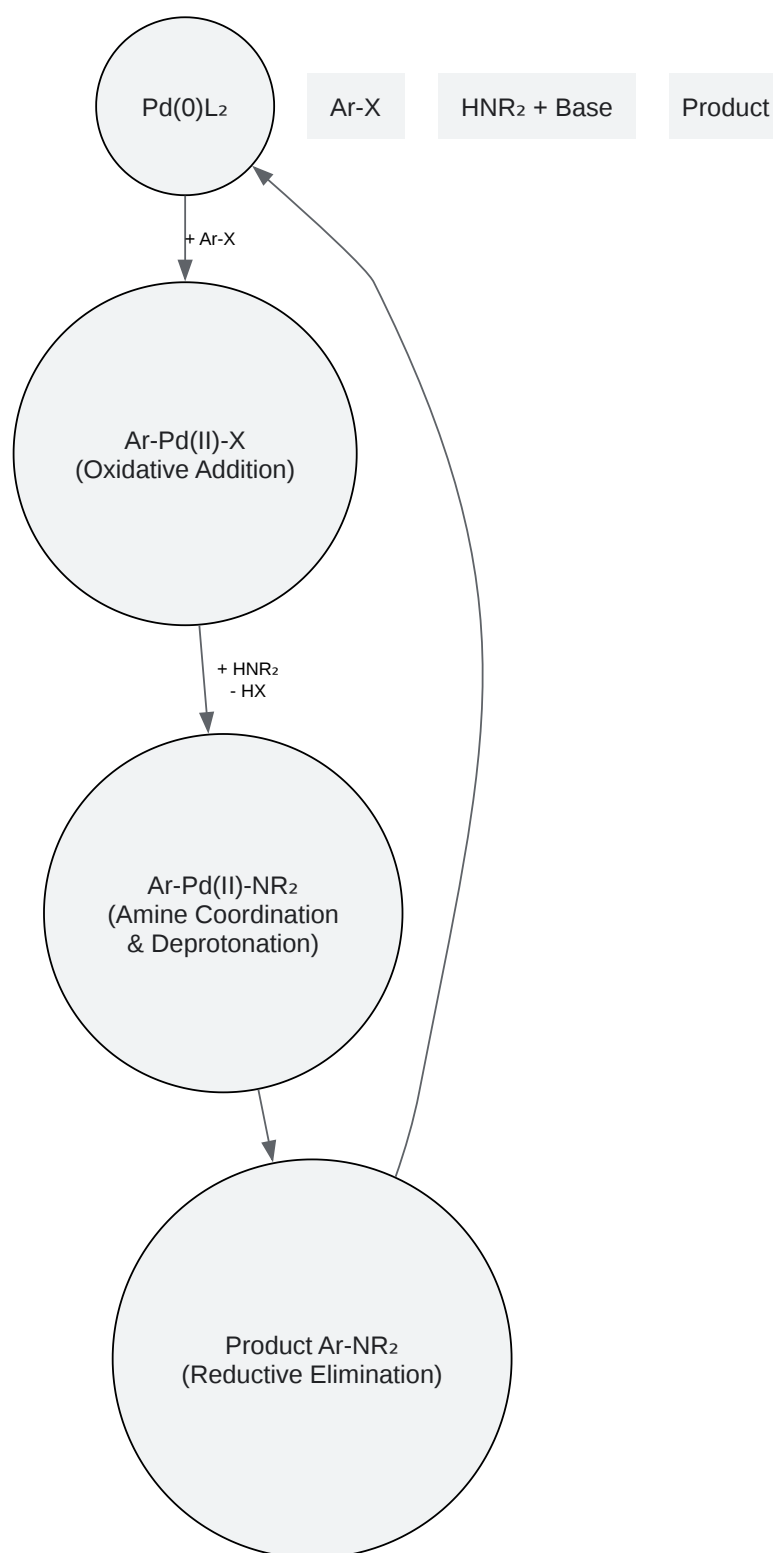 Pd(0)L₂
Ar-X
HNR₂ + Base
Product
+ Ar-X
Ar-Pd(II)-X
(Oxidative Addition)
+ HNR₂
- HX
Ar-Pd(II)-NR₂
(Amine Coordination
& Deprotonation)
Product Ar-NR₂
(Reductive Elimination)